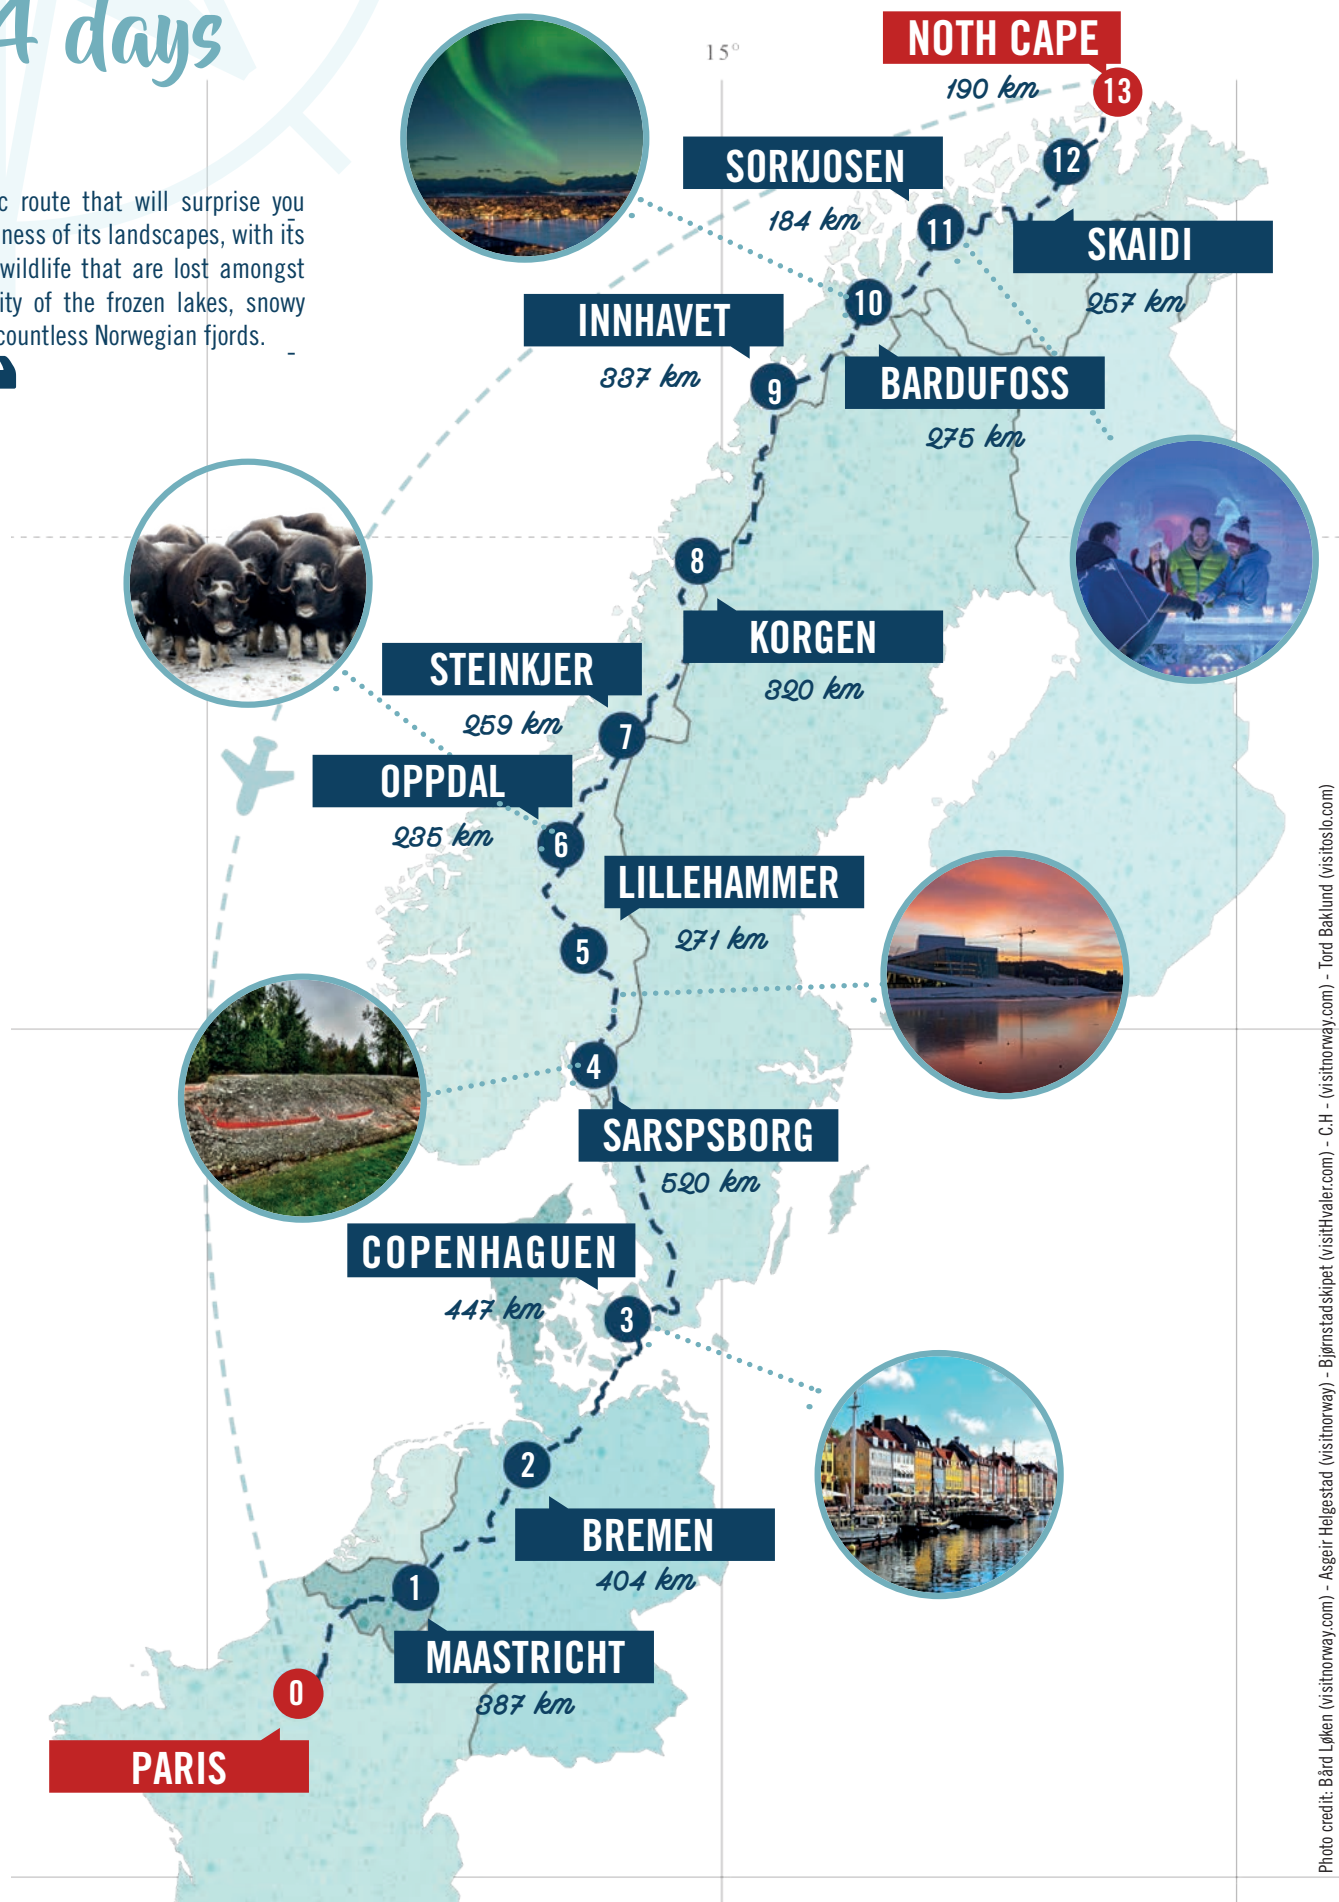 4 days
15°
NOTH CAPE
190 km
13
12
SORKJOSEN
184 km
11
SKAIDI
257 km
route that will surprise you
of its landscapes, with its
wildlife that are lost amongst
of the frozen lakes, snowy
countless Norwegian fjords.
10
INNHAVET
337 km
9
BARDUFOSS
275 km
8
KORGEN
320 km
STEINKJER
259 km
7
OPPDAL
235 km
6
LILLEHAMMER
271 km
5
4
SARSPSBORG
520 km
COPENHAGUEN
447 km
3
2
BREMEN
404 km
1
MAASTRICHT
387 km
0
PARIS
Photo credit: Bård Løken (visitnorway.com) - Asgeir Helgestad (visitnorway) - Bjørnstadskipet (visitHvaler.com) - C.H - (visitnorway.com) - Tord Baklund (visitoslo.com)